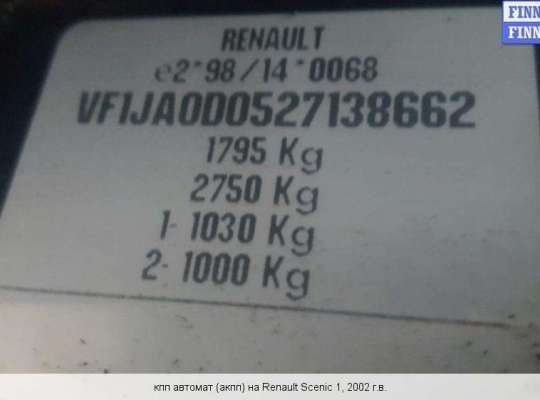 FINN
FINN
RENAULT
e2*98/14*0068
VF1JA0D0527138662
1795 Kg
2750 Kg
1- 1030 Kg
2- 1000 Kg
кпп автомат (акпп) на Renault Scenic 1, 2002 г.в.